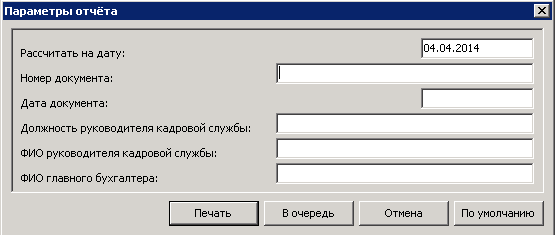 Параметры отчёта
Рассчитать на дату: 04.04.2014
Номер документа:
Дата документа:
Должность руководителя кадровой службы:
ФИО руководителя кадровой службы:
ФИО главного бухгалтера:
Печать В очередь Отмена По умолчанию